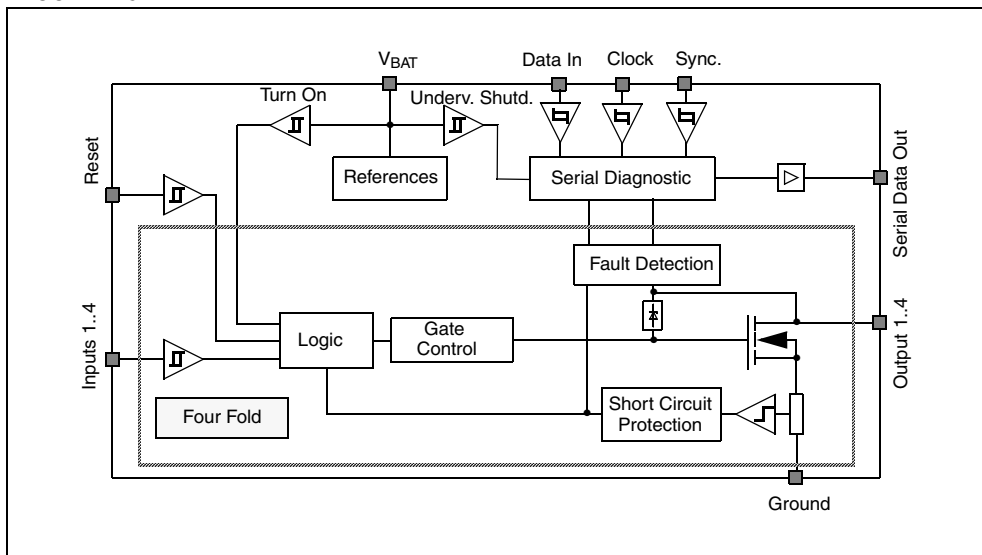 V_BAT
Data In
Clock
Sync.
Turn On
Underv. Shutd.
Reset
References
Serial Diagnostic
Serial Data Out
Fault Detection
Inputs 1..4
Logic
Gate
Control
Output 1..4
Four Fold
Short Circuit
Protection
Ground